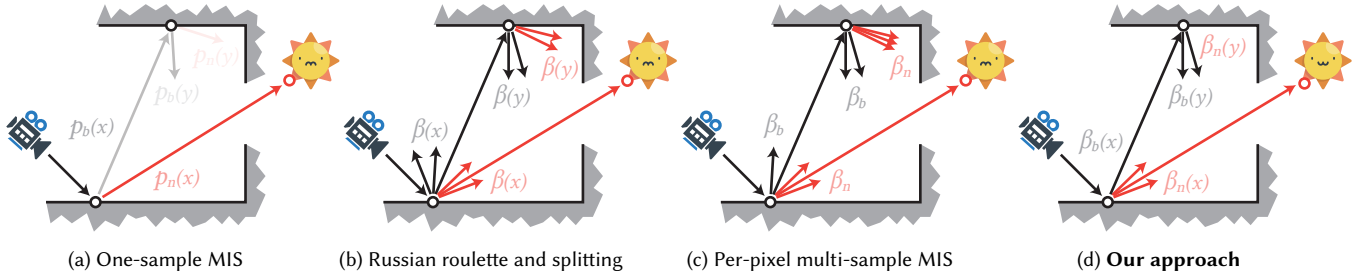 p_n(y)
p_b(y)
p_b(x)
p_n(x)
(a) One-sample MIS
β(y)
β(y)
β(x)
β(x)
(b) Russian roulette and splitting
β_n
β_b
β_b
β_n
(c) Per-pixel multi-sample MIS
β_n(y)
β_b(y)
β_b(x)
β_n(x)
(d) Our approach